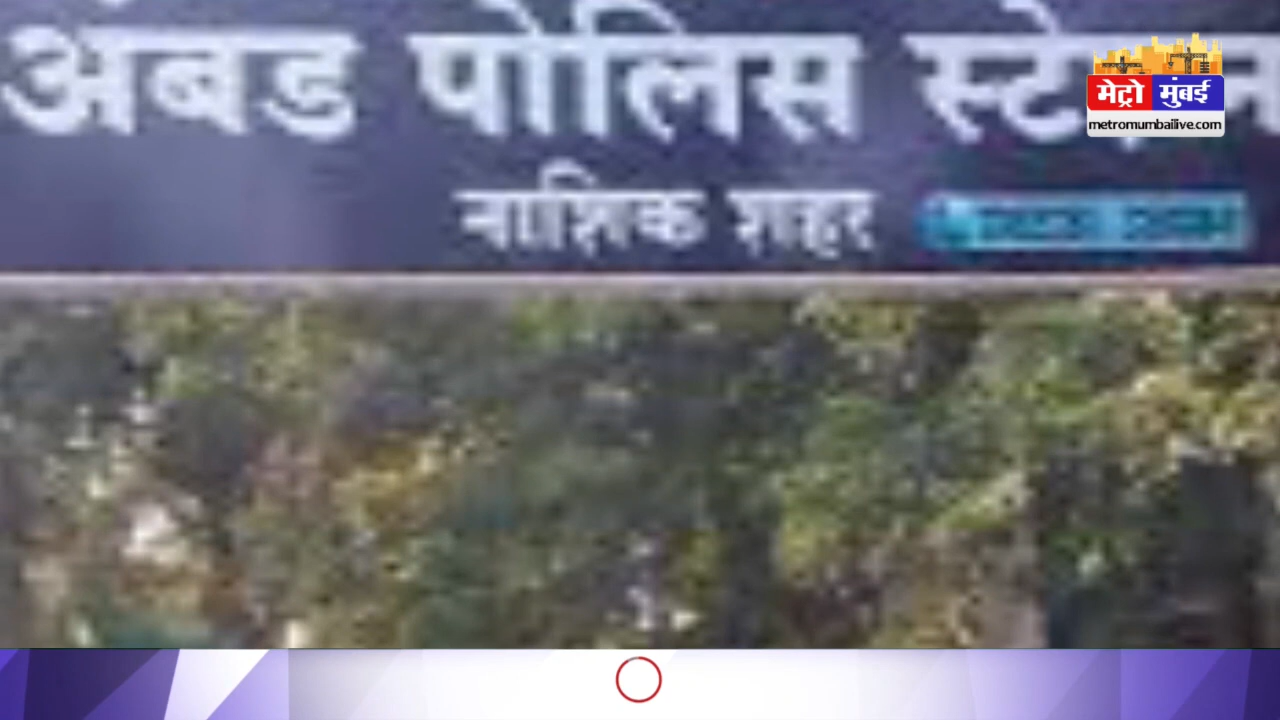 अंबड पोलिस स्टेशन
नाशिक शहर
मेट्रो मुंबई
metromumbailive.com